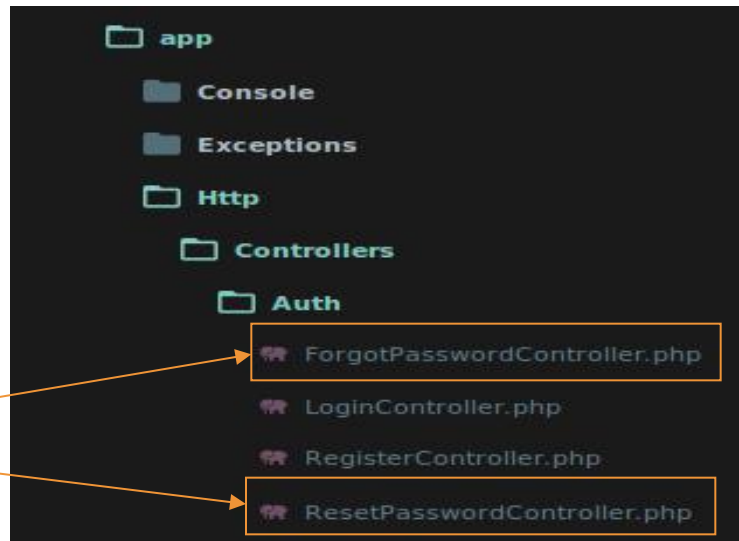 app
Console
Exceptions
Http
Controllers
Auth
ForgotPasswordController.php
LoginController.php
RegisterController.php
ResetPasswordController.php